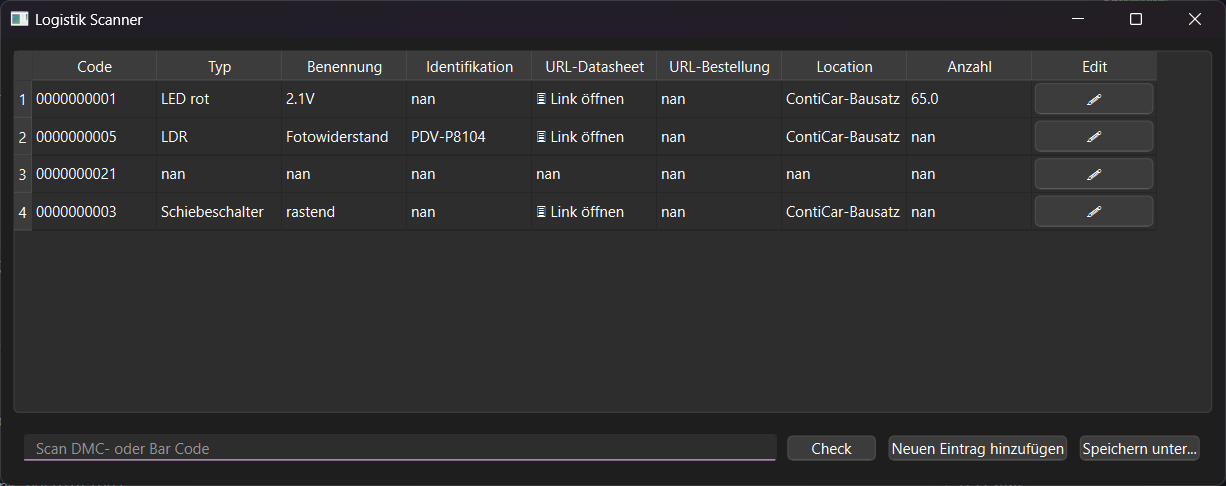 Logistik Scanner
Code Typ Benennung Identifikation URL-Datasheet URL-Bestellung Location Anzahl Edit
1 0000000001 LED rot 2.1V nan Link öffnen nan ContiCar-Bausatz 65.0
2 0000000005 LDR Fotowiderstand PDV-P8104 Link öffnen nan ContiCar-Bausatz nan
3 0000000021 nan nan nan nan nan nan nan
4 0000000003 Schiebeschalter rastend nan Link öffnen nan ContiCar-Bausatz nan
Scan DMC- oder Bar Code Check Neuen Eintrag hinzufügen Speichern unter...